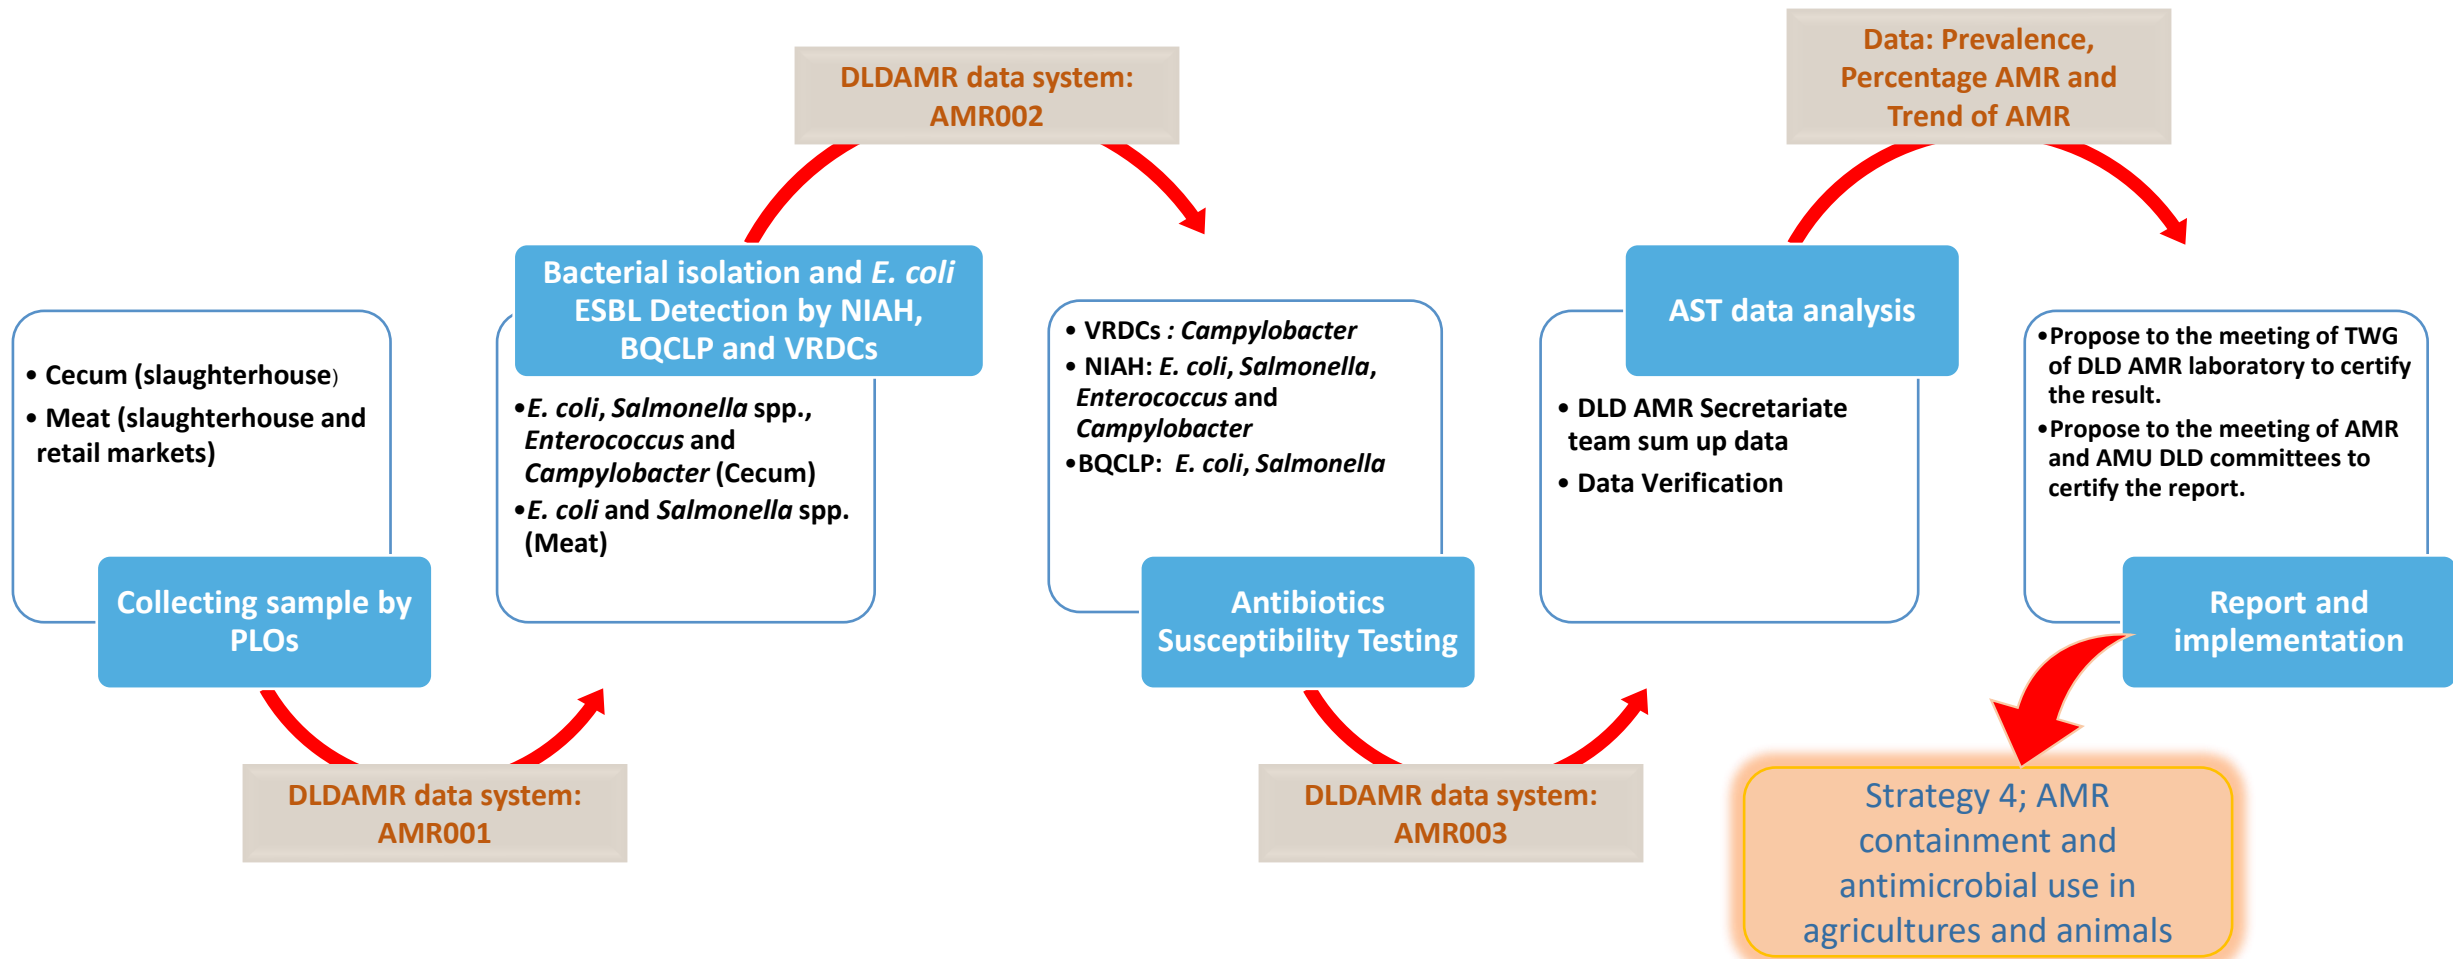 • Cecum (slaughterhouse)
• Meat (slaughterhouse and
retail markets)
Collecting sample by
PLOs
DLDAMR data system:
AMR001
Bacterial isolation and E. coli
ESBL Detection by NIAH,
BQCLP and VRDCs
•E. coli, Salmonella spp.,
Enterococcus and
Campylobacter (Cecum)
•E. coli and Salmonella spp.
(Meat)
DLDAMR data system:
AMR002
• VRDCs : Campylobacter
• NIAH: E. coli, Salmonella,
Enterococcus and
Campylobacter
•BQCLP: E. coli, Salmonella
Antibiotics
Susceptibility Testing
DLDAMR data system:
AMR003
AST data analysis
• DLD AMR Secretariate
team sum up data
• Data Verification
Data: Prevalence,
Percentage AMR and
Trend of AMR
•Propose to the meeting of TWG
of DLD AMR laboratory to certify
the result.
•Propose to the meeting of AMR
and AMU DLD committees to
certify the report.
Report and
implementation
Strategy 4; AMR
containment and
antimicrobial use in
agricultures and animals